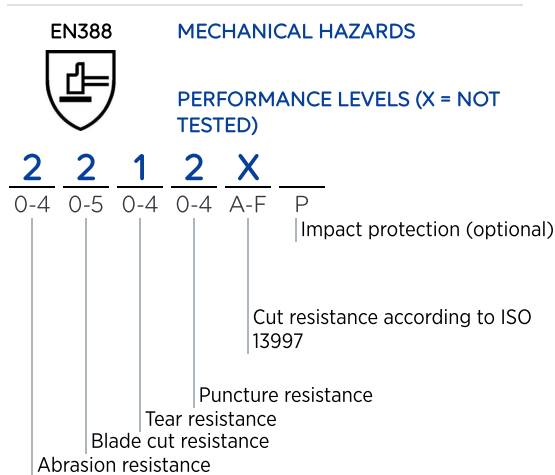 EN388
MECHANICAL HAZARDS
PERFORMANCE LEVELS (X = NOT
TESTED)
2 2 1 2 X
0-4 0-5 0-4 0-4 A-F P
Impact protection (optional)
Cut resistance according to ISO
13997
Puncture resistance
Tear resistance
Blade cut resistance
Abrasion resistance